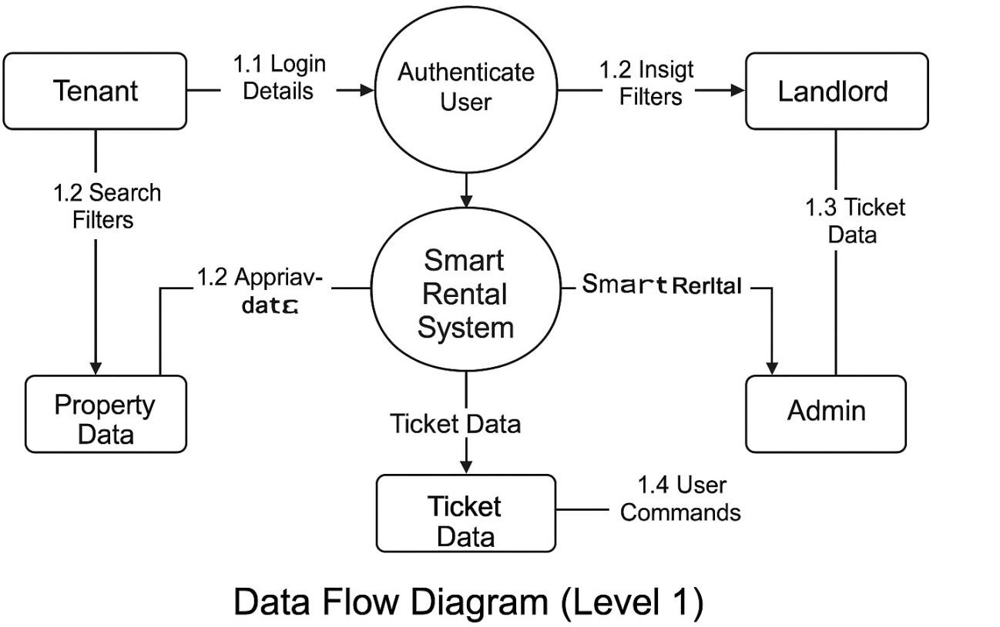 Tenant
1.1 Login
Details
Authenticate
User
1.2 Insigt
Filters
Landlord
1.2 Search
Filters
1.3 Ticket
Data
1.2 Appriav-
date
Smart
Rental
System
Smart Rerltal
Property
Data
Admin
Ticket Data
Ticket
Data
1.4 User
Commands
Data Flow Diagram (Level 1)